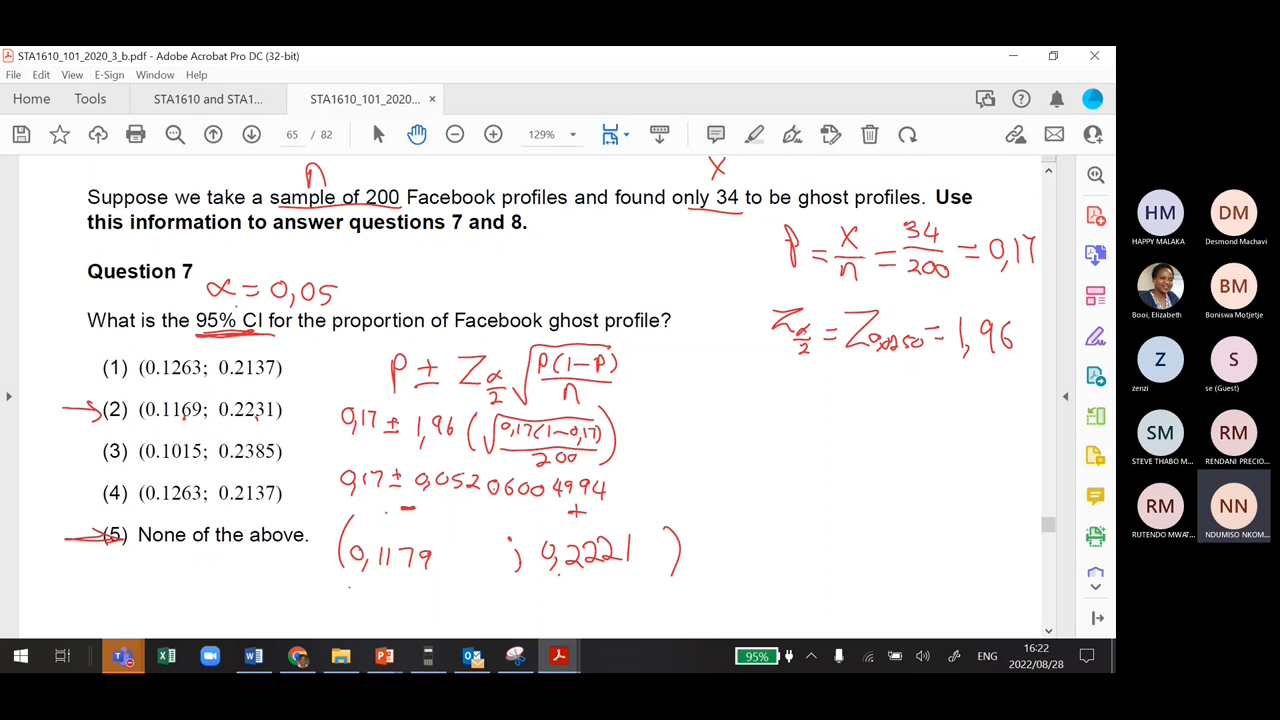 STA1610_101_2020_3_b.pdf - Adobe Acrobat Pro DC (32-bit)
File Edit View E-Sign Window Help
Home Tools STA1610 and STA1... STA1610_101_2020... ×
65 / 82 129%
n x
Suppose we take a sample of 200 Facebook profiles and found only 34 to be ghost profiles. Use
this information to answer questions 7 and 8.
P = x/n = 34/200 = 0,17
Question 7
α = 0,05
What is the 95% CI for the proportion of Facebook ghost profile?
Zα/2 = Z0,0250 = 1,96
(1) (0.1263; 0.2137)
P ± Zα/2 √P(1-P)/n
(2) (0.1169; 0.2231)
0,17 ± 1,96 (√0,17(1-0,17)/200)
(3) (0.1015; 0.2385)
0,17 ± 0,05206004994
(4) (0.1263; 0.2137)
- +
(5) None of the above.
(0,1179 ; 0,2221)
HM DM
HAPPY MALAKA Desmond Machavi
BM
Booi, Elizabeth Boniswa Motjetje
Z S
zenzi se (Guest)
SM RM
STEVE THABO M... RENDANI PRECIO...
RM NN
RUTENDO MWAT... NDUMISO NKOM...
95% ENG 16:22
2022/08/28